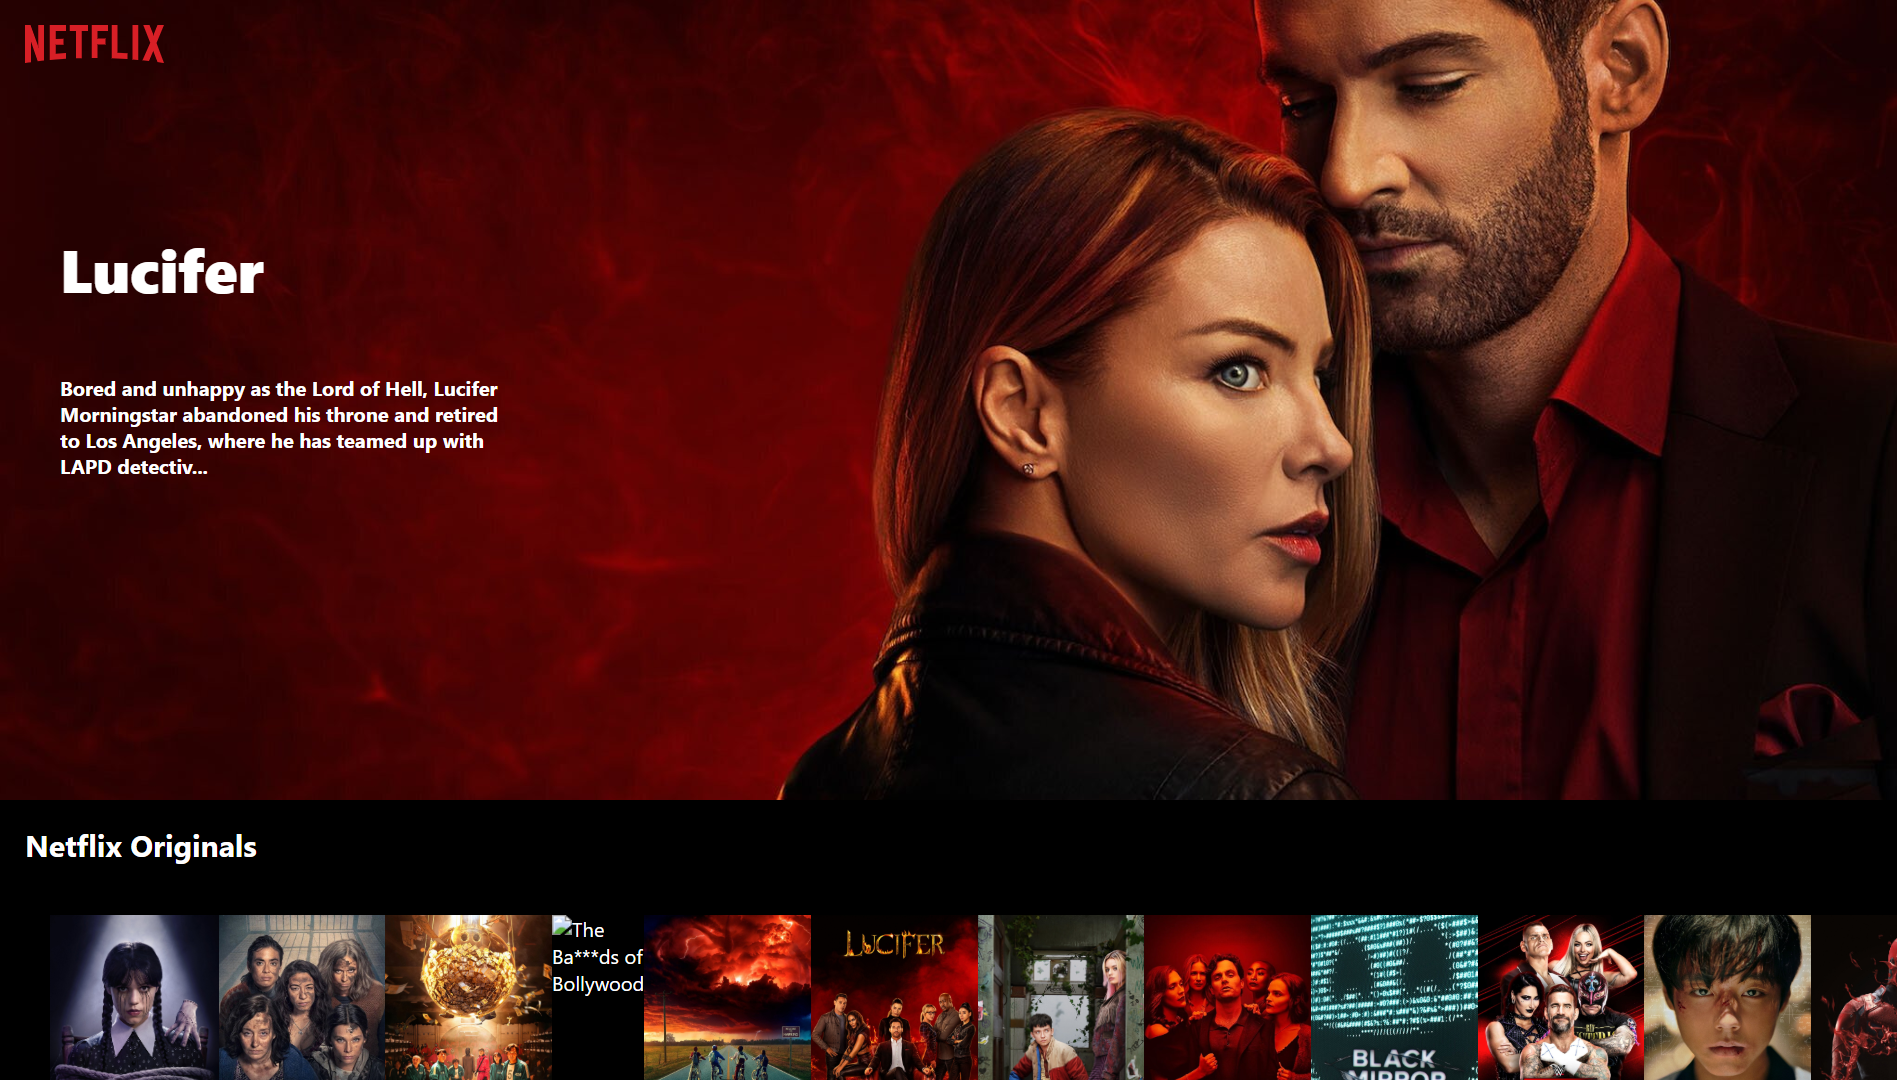 NETFLIX
Lucifer
Bored and unhappy as the Lord of Hell, Lucifer
Morningstar abandoned his throne and retired
to Los Angeles, where he has teamed up with
LAPD detectiv...
Netflix Originals
The
Ba***ds of
Bollywood
LUCIFER
BLACK
MIRROR